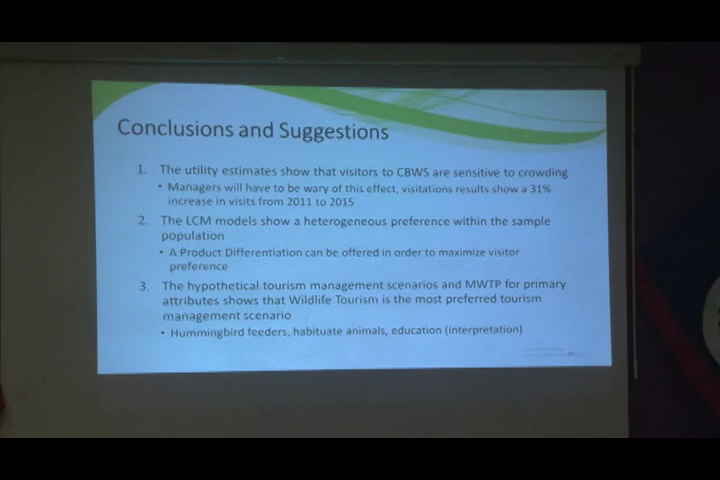 Conclusions and Suggestions
1. The utility estimates show that visitors to CBWS are sensitive to crowding
• Managers will have to be wary of this effect, visitations results show a 31%
increase in visits from 2011 to 2015
2. The LCM models show a heterogeneous preference within the sample
population
• A Product Differentiation can be offered in order to maximize visitor
preference
3. The hypothetical tourism management scenarios and MWTP for primary
attributes shows that Wildlife Tourism is the most preferred tourism
management scenario
• Hummingbird feeders, habituate animals, education (interpretation)